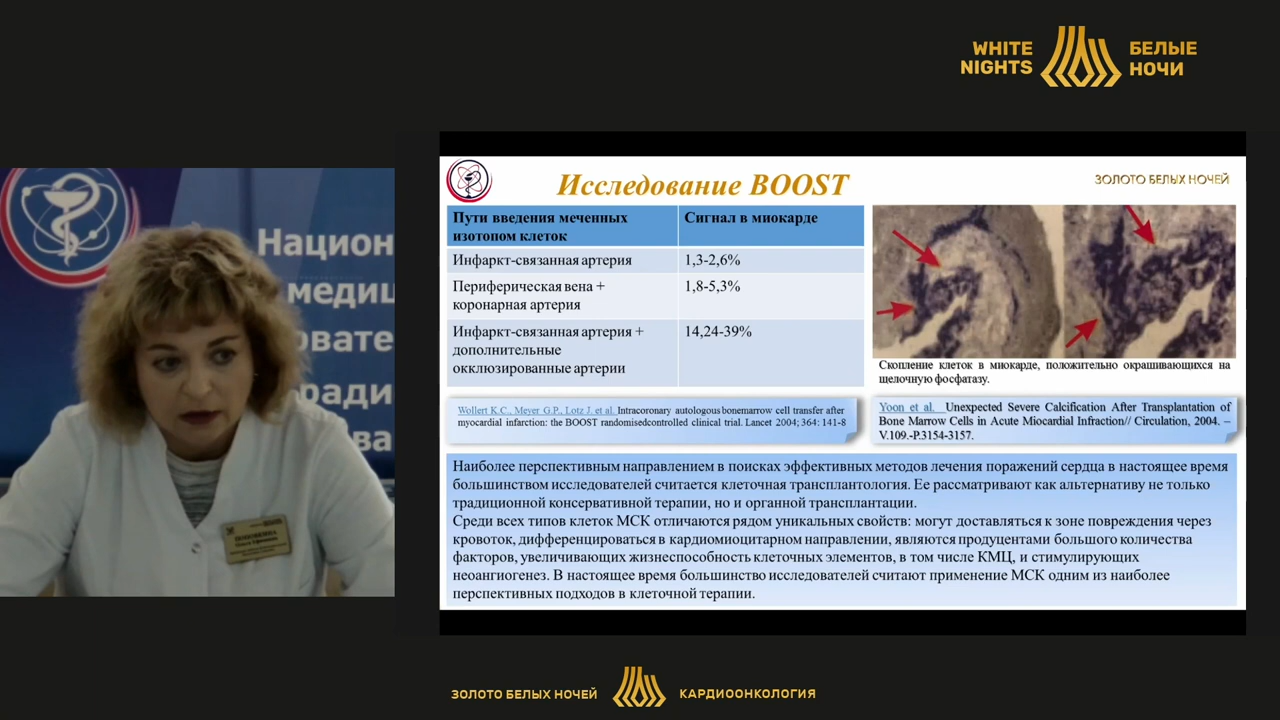 WHITE
NIGHTS
БЕЛЫЕ
НОЧИ
Национ
медиц
овате
ради
ва
Исследование BOOST
ЗОЛОТО БЕЛЫХ НОЧЕЙ
Пути введения меченных
изотопом клеток
Сигнал в миокарде
Инфаркт-связанная артерия
1,3-2,6%
Периферическая вена +
коронарная артерия
1,8-5,3%
Инфаркт-связанная артерия +
дополнительные
окклюзированные артерии
14,24-39%
Скопление клеток в миокарде, положительно окрашивающихся на
щелочную фосфатазу.
Wollert K.C., Meyer G.P., Lotz J. et al. Intracoronary autologous bonemarrow cell transfer after
myocardial infarction: the BOOST randomisedcontrolled clinical trial. Lancet 2004; 364: 141-8
Yoon et al. Unexpected Severe Calcification After Transplantation of
Bone Marrow Cells in Acute Miocardial Infraction// Circulation, 2004. –
V.109.-P.3154-3157.
Наиболее перспективным направлением в поисках эффективных методов лечения поражений сердца в настоящее время
большинством исследователей считается клеточная трансплантология. Ее рассматривают как альтернативу не только
традиционной консервативной терапии, но и органной трансплантации.
Среди всех типов клеток МСК отличаются рядом уникальных свойств: могут доставляться к зоне повреждения через
кровоток, дифференцироваться в кардиомиоцитарном направлении, являются продуцентами большого количества
факторов, увеличивающих жизнеспособность клеточных элементов, в том числе КМЦ, и стимулирующих
неоангиогенез. В настоящее время большинство исследователей считают применение МСК одним из наиболее
перспективных подходов в клеточной терапии.
ЗОЛОТО БЕЛЫХ НОЧЕЙ
КАРДИООНКОЛОГИЯ